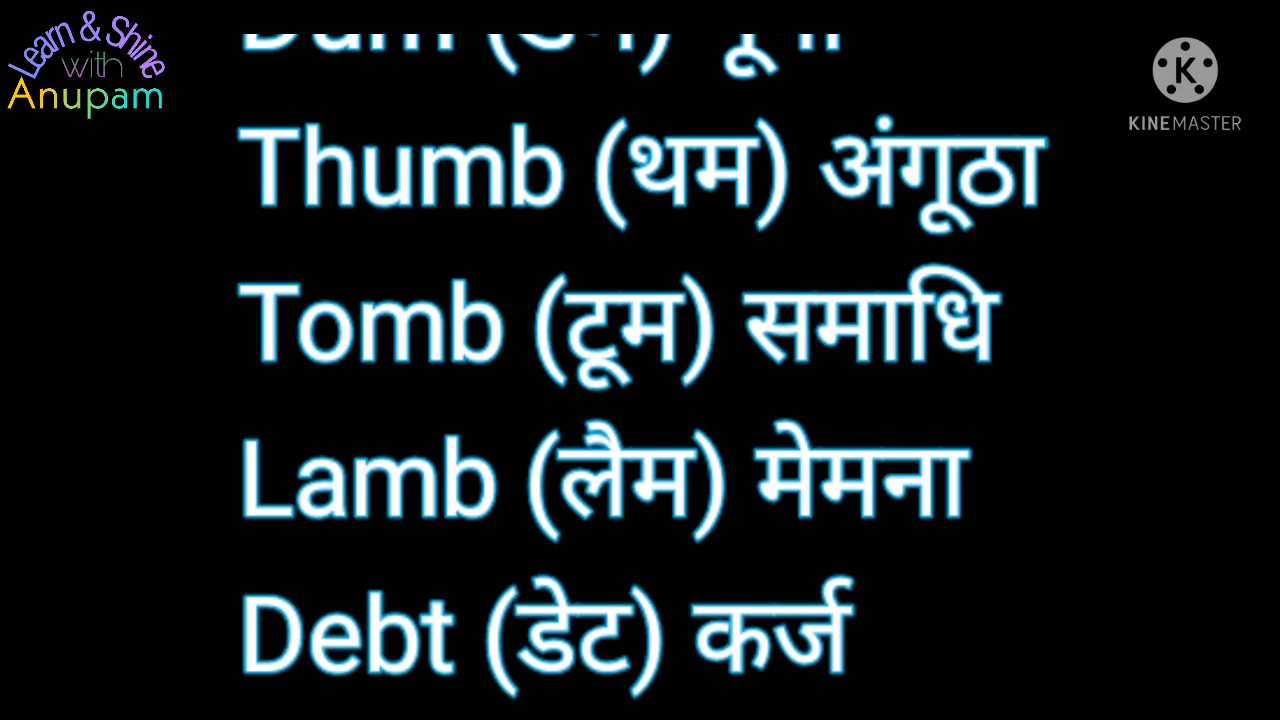 Learn & Shine
with
Anupam
K
KINEMASTER
Thumb (थम) अंगूठा
Tomb (टूम) समाधि
Lamb (लैम) मेमना
Debt (डेट) कर्ज